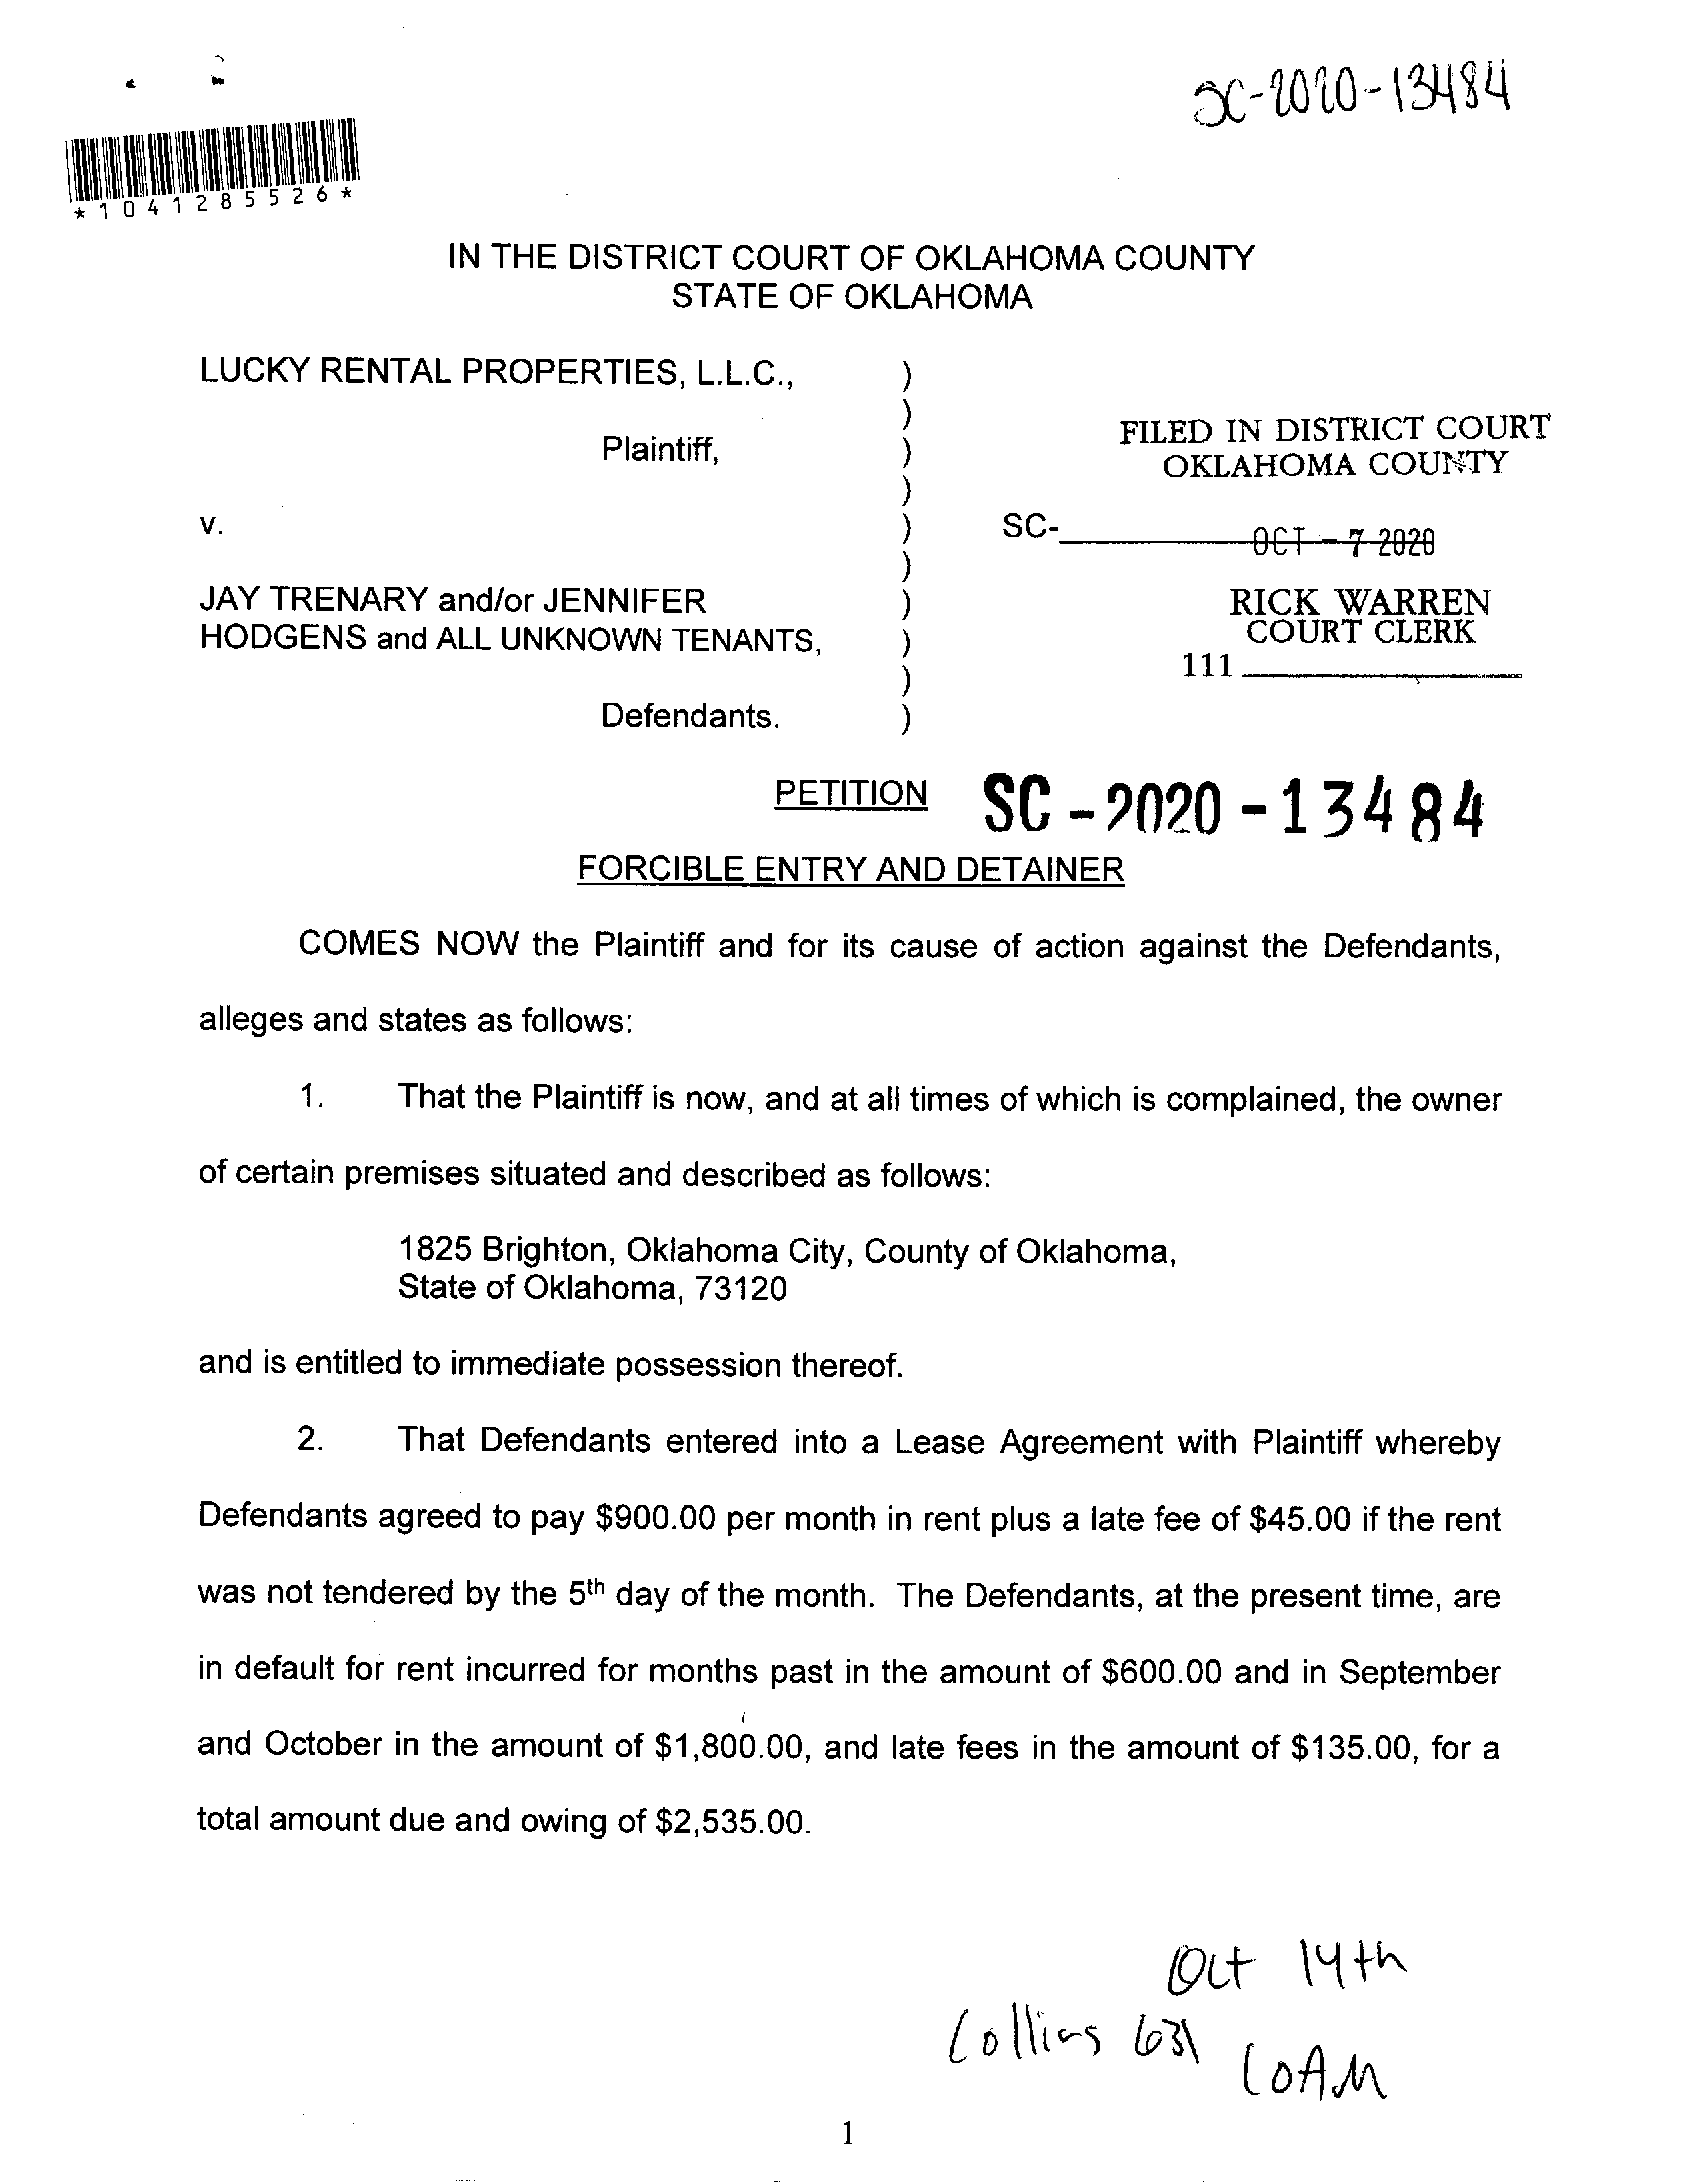 SC-2020-13484
*1041285526*
IN THE DISTRICT COURT OF OKLAHOMA COUNTY
STATE OF OKLAHOMA
LUCKY RENTAL PROPERTIES, L.L.C., )
)
Plaintiff, )
)
v. )
)
JAY TRENARY and/or JENNIFER )
HODGENS and ALL UNKNOWN TENANTS, )
)
Defendants. )
FILED IN DISTRICT COURT
OKLAHOMA COUNTY
SC-
OCT - 7 2020
RICK WARREN
COURT CLERK
111
PETITION SC-2020-13484
FORCIBLE ENTRY AND DETAINER
COMES NOW the Plaintiff and for its cause of action against the Defendants,
alleges and states as follows:
1. That the Plaintiff is now, and at all times of which is complained, the owner
of certain premises situated and described as follows:
1825 Brighton, Oklahoma City, County of Oklahoma,
State of Oklahoma, 73120
and is entitled to immediate possession thereof.
2. That Defendants entered into a Lease Agreement with Plaintiff whereby
Defendants agreed to pay $900.00 per month in rent plus a late fee of $45.00 if the rent
was not tendered by the 5th day of the month. The Defendants, at the present time, are
in default for rent incurred for months past in the amount of $600.00 and in September
and October in the amount of $1,800.00, and late fees in the amount of $135.00, for a
total amount due and owing of $2,535.00.
Oct 14th
631
10AM
1